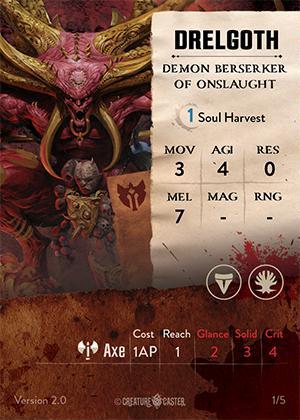 DRELGOTH
DEMON BERSERKER
OF ONSLAUGHT
1 Soul Harvest
MOV AGI RES
3 4 0
MEL MAG RNG
7 - -
Cost Reach Glance Solid Crit
Axe 1AP 1 2 3 4
Version 2.0 © CREATURE CASTER 1/5